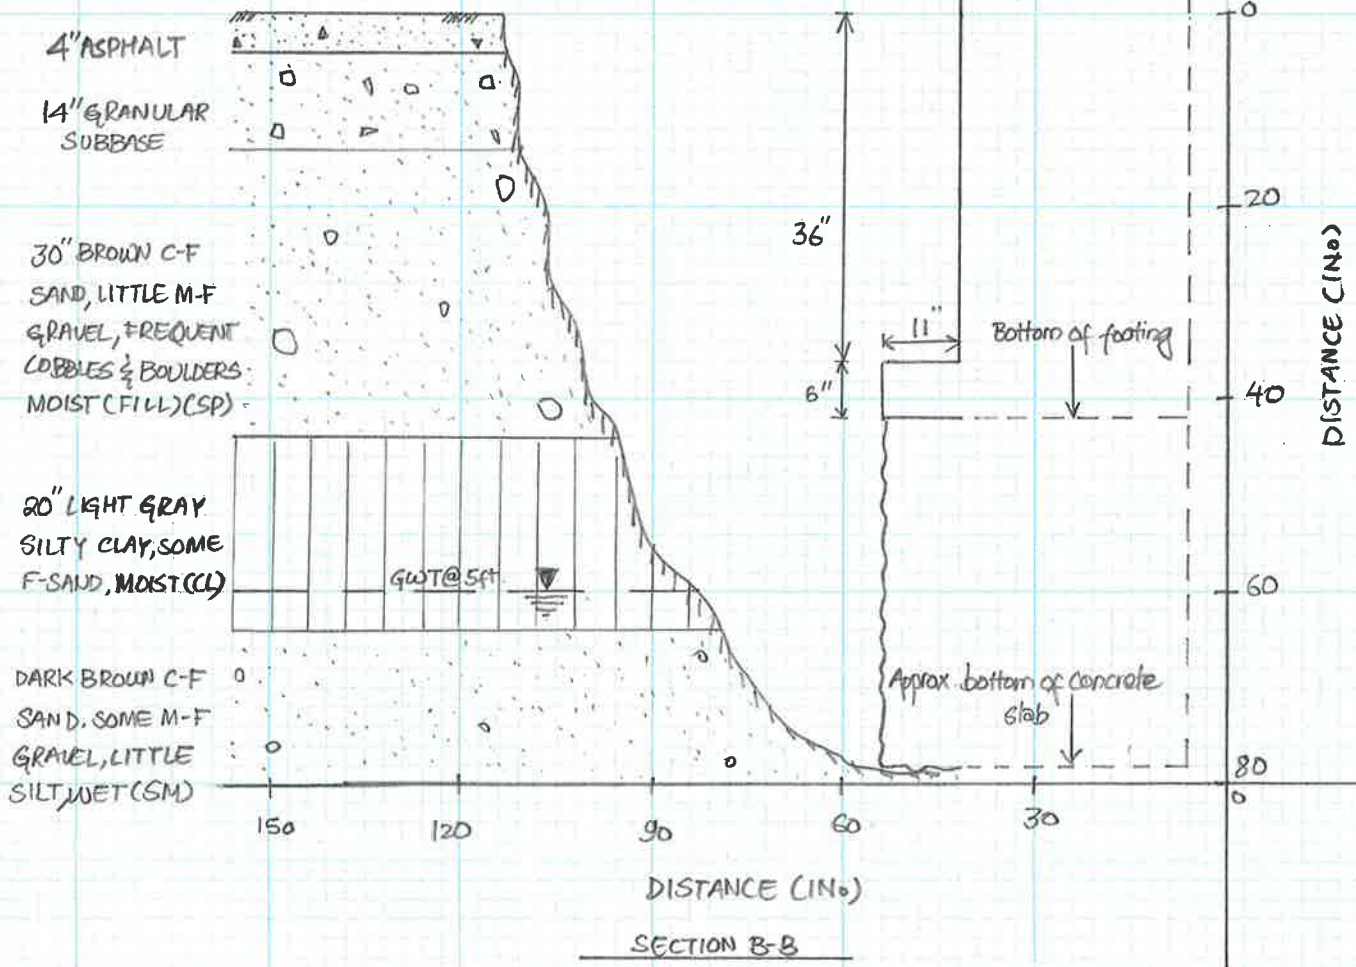 4" ASPHALT
14" GRANULAR
SUBBASE
30" BROWN C-F
SAND, LITTLE M-F
GRAVEL, FREQUENT
COBBLES & BOULDERS
MOIST (FILL) (SP)
20" LIGHT GRAY
SILTY CLAY, SOME
F-SAND, MOIST (CL)
DARK BROWN C-F
SAND. SOME M-F
GRAVEL, LITTLE
SILT, WET (SM)
GWT@5ft
36"
11"
6"
Bottom of footing
Approx. bottom of concrete
slab
0
20
40
60
80
DISTANCE (IN.)
150
120
90
60
30
0
DISTANCE (IN.)
SECTION B-B